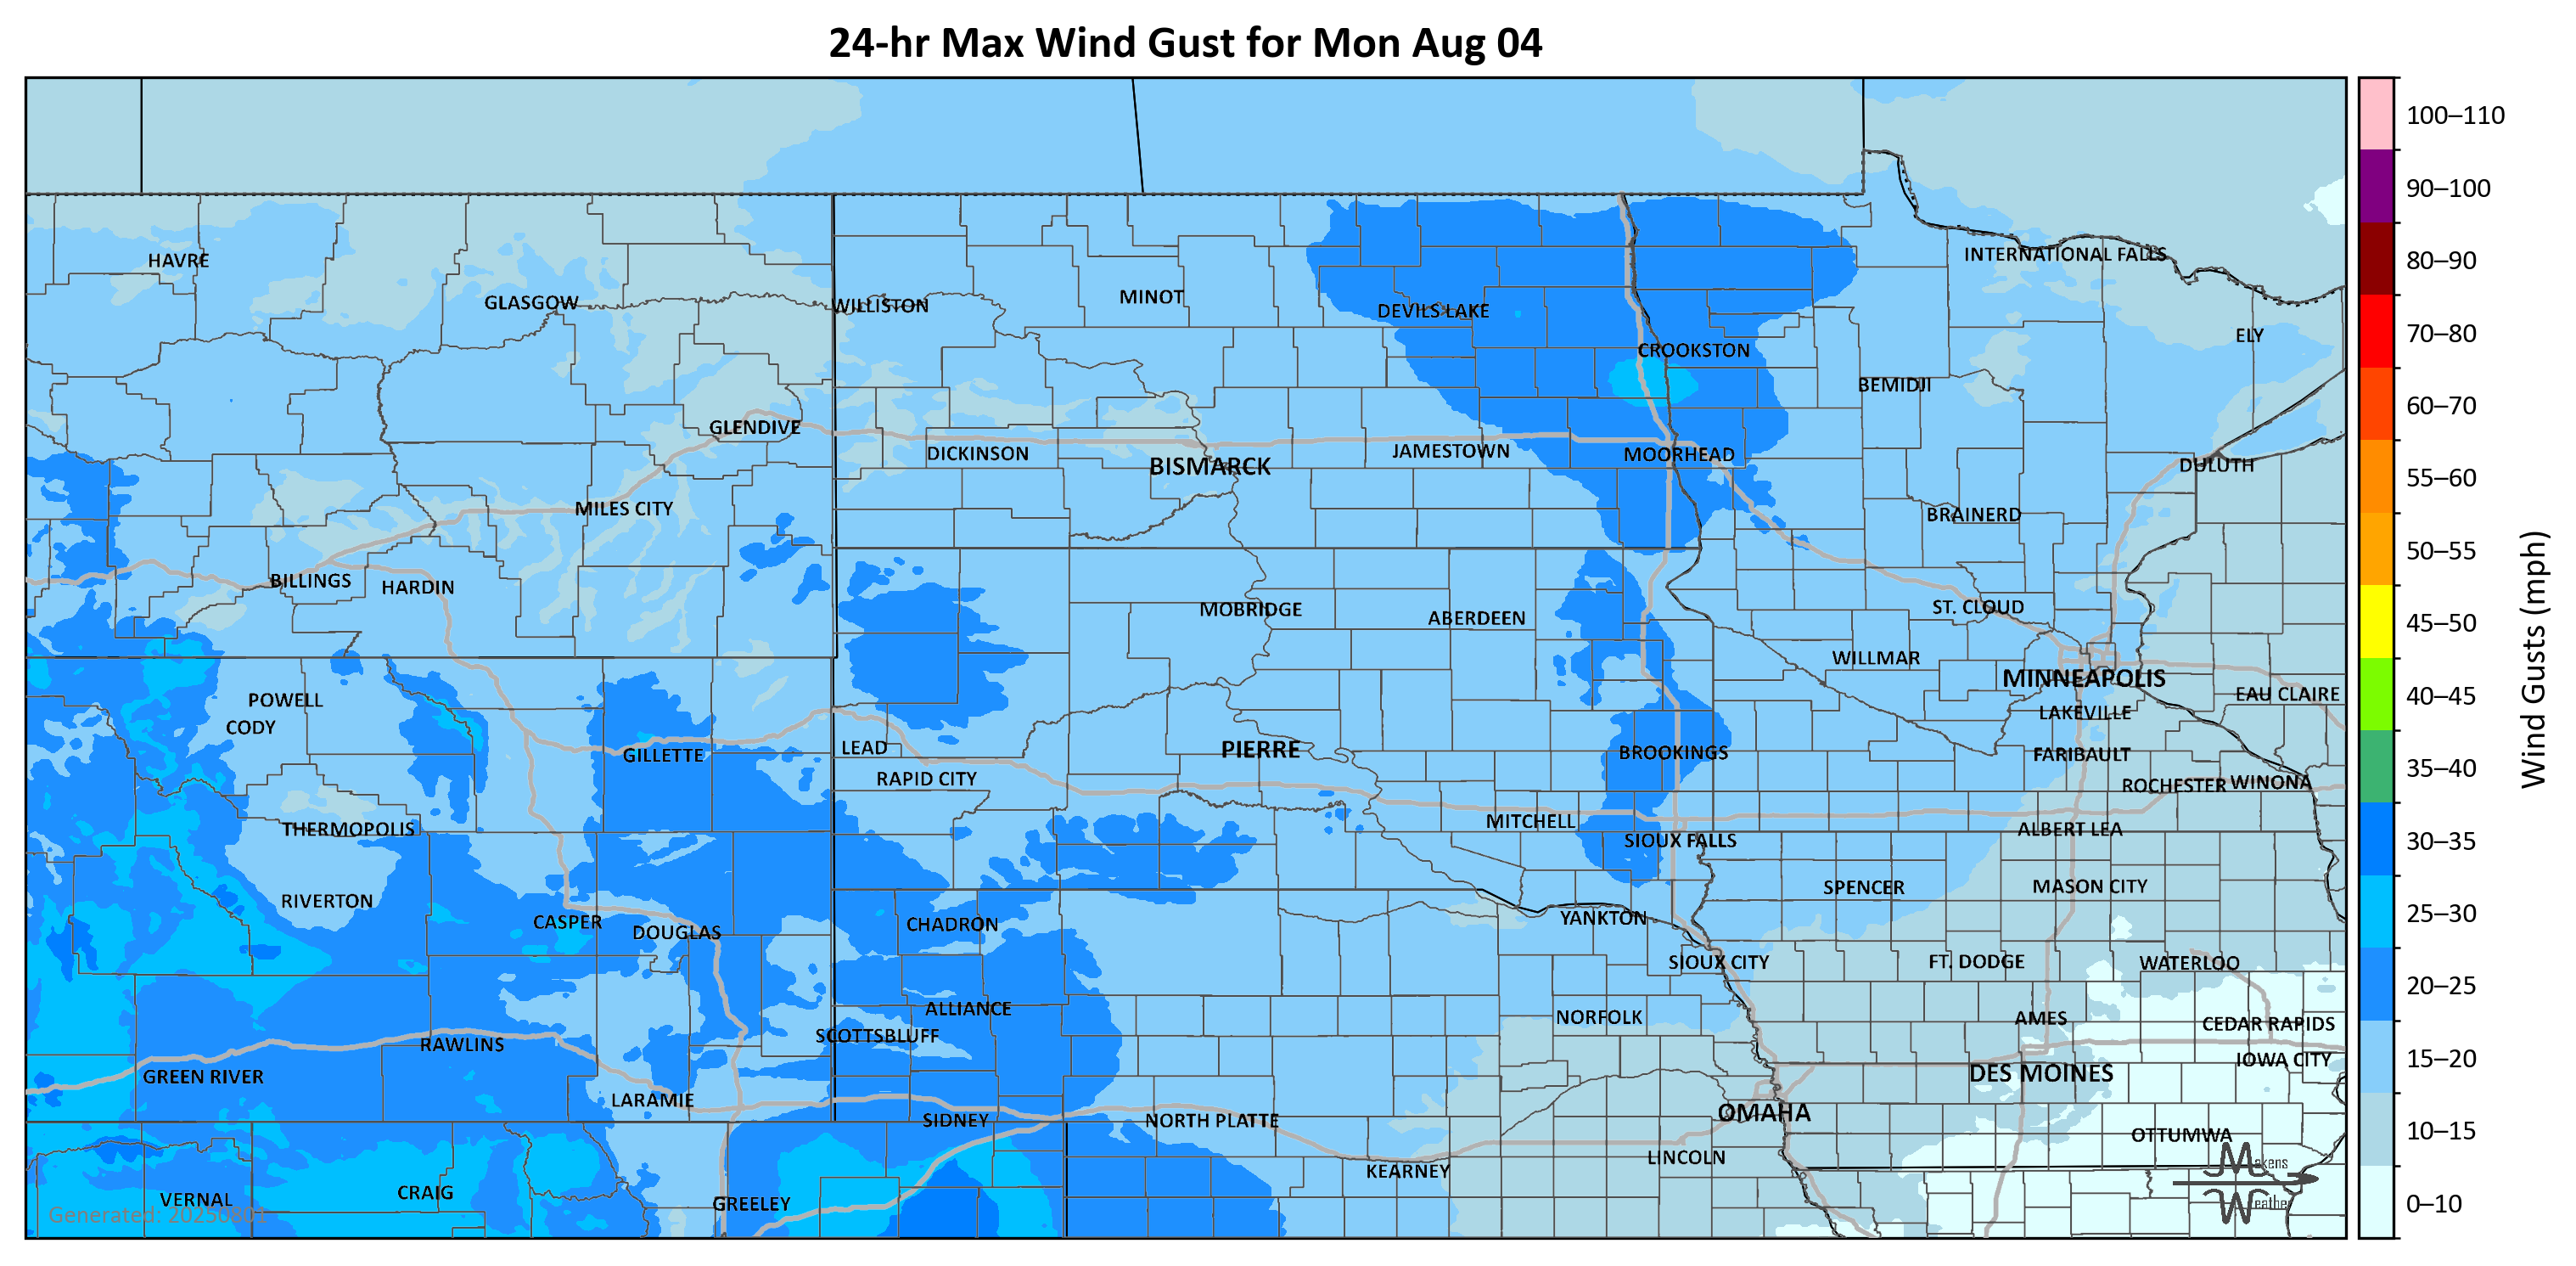 24-hr Max Wind Gust for Mon Aug 04
100–110
90–100
80–90
70–80
60–70
55–60
50–55
45–50
40–45
35–40
30–35
25–30
20–25
15–20
10–15
0–10
Wind Gusts (mph)
HAVRE
INTERNATIONAL FALLS
GLASGOW
WILLISTON
MINOT
DEVILS LAKE
ELY
CROOKSTON
BEMIDJI
GLENDIVE
DICKINSON
BISMARCK
JAMESTOWN
MOORHEAD
DULUTH
MILES CITY
BRAINERD
BILLINGS
HARDIN
MOBRIDGE
ABERDEEN
ST. CLOUD
WILLMAR
MINNEAPOLIS
POWELL
EAU CLAIRE
CODY
LAKEVILLE
GILLETTE
LEAD
PIERRE
BROOKINGS
FARIBAULT
RAPID CITY
ROCHESTER
WINONA
THERMOPOLIS
MITCHELL
ALBERT LEA
SIOUX FALLS
RIVERTON
SPENCER
MASON CITY
CASPER
DOUGLAS
CHADRON
YANKTON
SIOUX CITY
FT. DODGE
WATERLOO
ALLIANCE
NORFOLK
AMES
CEDAR RAPIDS
SCOTTSBLUFF
RAWLINS
IOWA CITY
GREEN RIVER
DES MOINES
LARAMIE
SIDNEY
NORTH PLATTE
OMAHA
OTTUMWA
KEARNEY
LINCOLN
VERNAL
CRAIG
GREELEY
Generated: 20250801
Makens
Weather